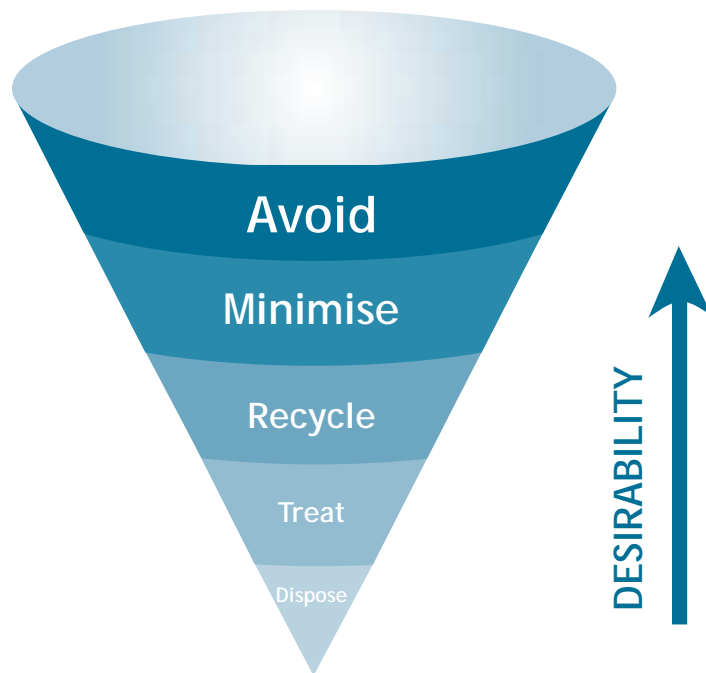 Avoid
Minimise
Recycle
Treat
Dispose
DESIRABILITY